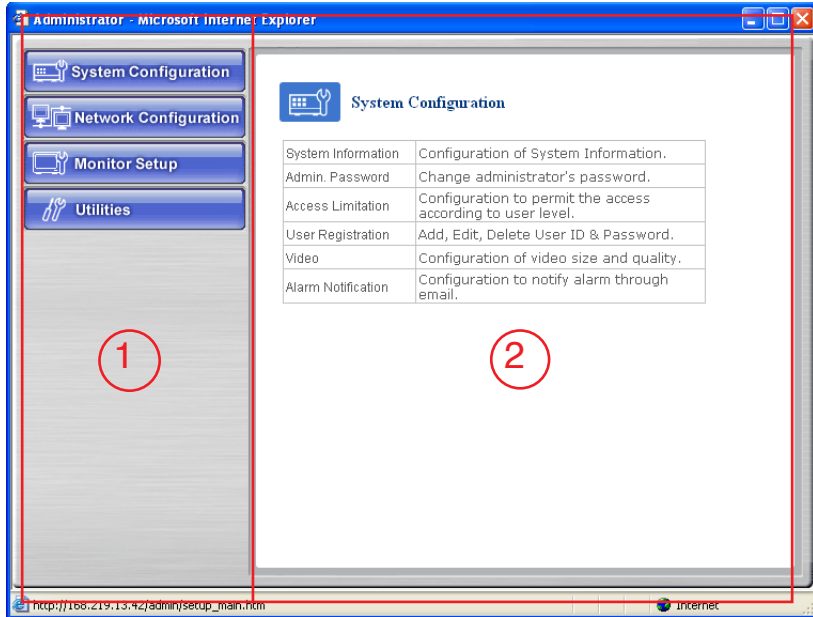 Administrator - Microsoft Internet Explorer
System Configuration
Network Configuration
Monitor Setup
Utilities
1
System Configuration
System Information Configuration of System Information.
Admin. Password Change administrator's password.
Access Limitation Configuration to permit the access
according to user level.
User Registration Add, Edit, Delete User ID & Password.
Video Configuration of video size and quality.
Alarm Notification Configuration to notify alarm through
email.
2
http://168.219.13.42/admin/setup_main.htm
Internet